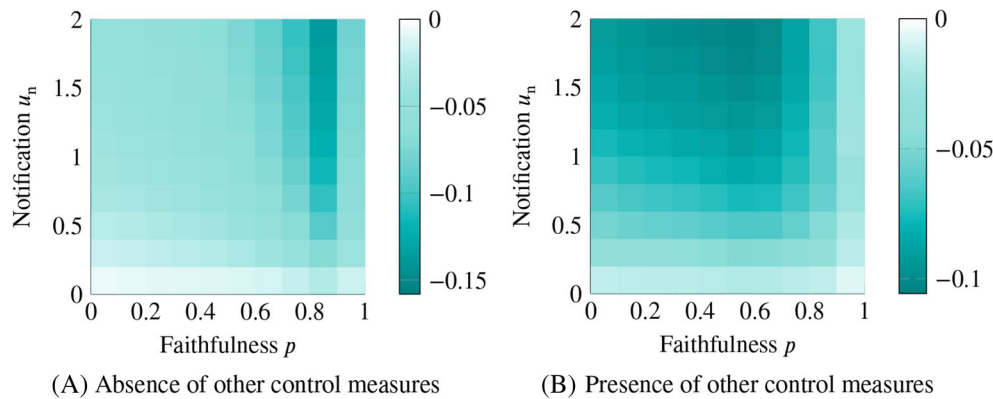 2
1.5
1
0.5
0
Notification uₙ
0 0.2 0.4 0.6 0.8 1
Faithfulness p
0
−0.05
−0.1
−0.15
(A) Absence of other control measures
2
1.5
1
0.5
0
Notification uₙ
0 0.2 0.4 0.6 0.8 1
Faithfulness p
0
−0.05
−0.1
(B) Presence of other control measures